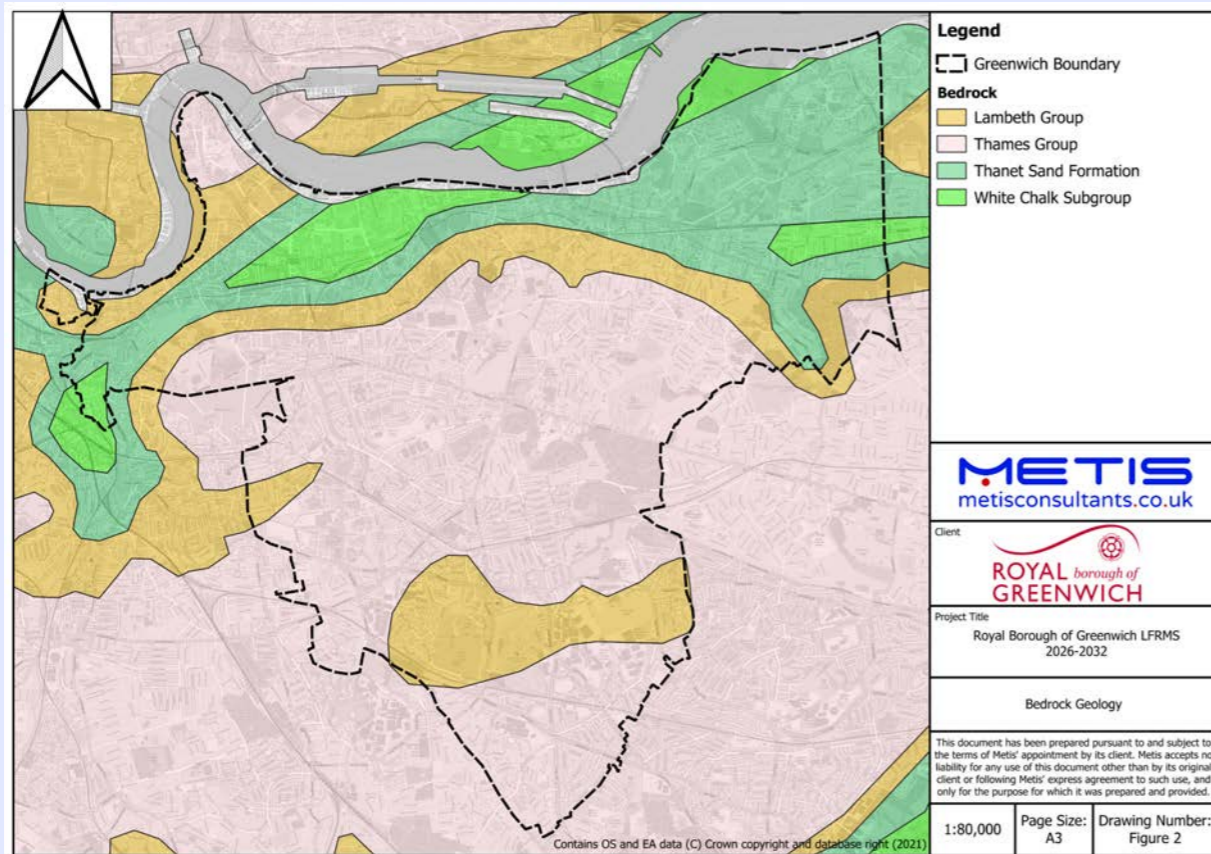 Legend
Greenwich Boundary
Bedrock
Lambeth Group
Thames Group
Thanet Sand Formation
White Chalk Subgroup
METIS
metisconsultants.co.uk
Client
ROYAL borough of
GREENWICH
Project Title
Royal Borough of Greenwich LFRMS
2026-2032
Bedrock Geology
This document has been prepared pursuant to and subject to
the terms of Metis' appointment by its client. Metis accepts no
liability for any use of this document other than by its original
client or following Metis' express agreement to such use, and
only for the purpose for which it was prepared and provided.
1:80,000
Page Size:
A3
Drawing Number:
Figure 2
Contains OS and EA data (C) Crown copyright and database right (2021)